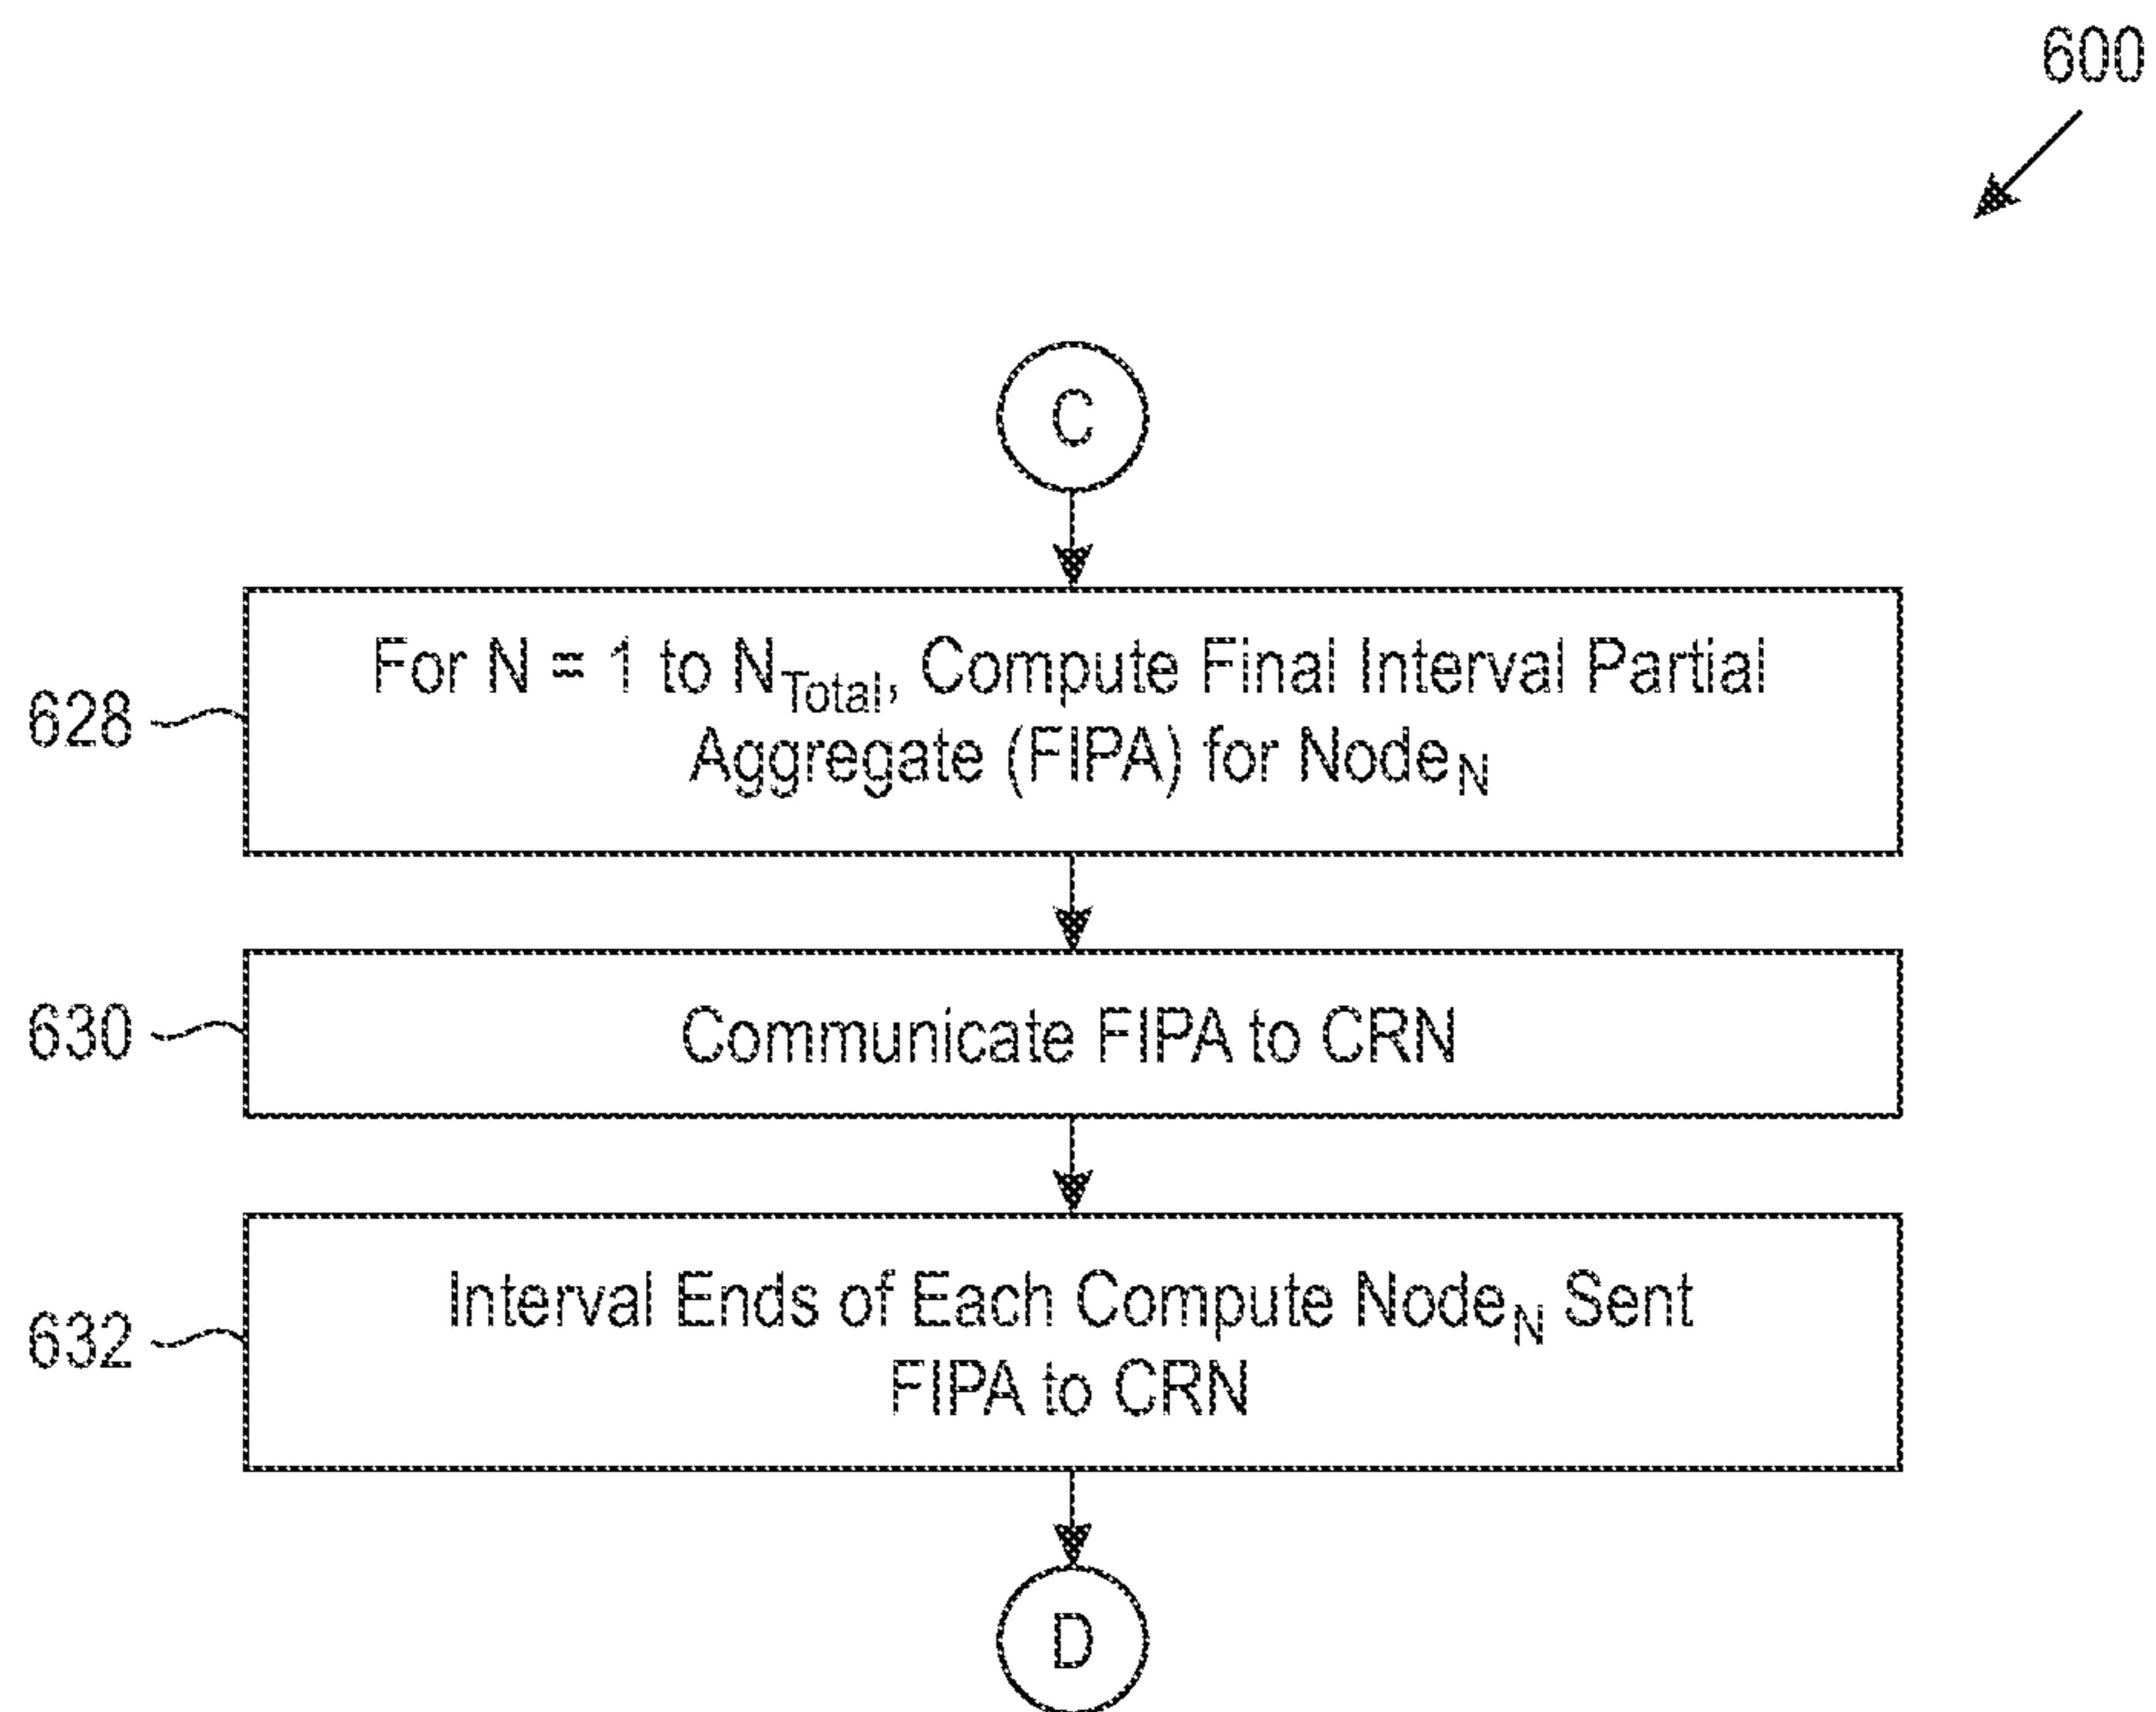 600
C
For N = 1 to N_Total, Compute Final Interval Partial
628
Aggregate (FIPA) for Node_N
630
Communicate FIPA to CRN
Interval Ends of Each Compute Node_N Sent
632
FIPA to CRN
D